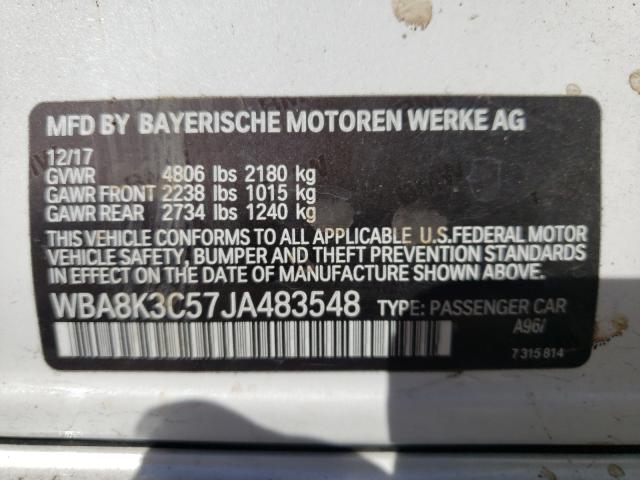 MFD BY BAYERISCHE MOTOREN WERKE AG
12/17
GVWR 4806 lbs 2180 kg
GAWR FRONT 2238 lbs 1015 kg
GAWR REAR 2734 lbs 1240 kg
THIS VEHICLE CONFORMS TO ALL APPLICABLE U.S.FEDERAL MOTOR
VEHICLE SAFETY, BUMPER AND THEFT PREVENTION STANDARDS
IN EFFECT ON THE DATE OF MANUFACTURE SHOWN ABOVE.
WBA8K3C57JA483548 TYPE: PASSENGER CAR
A96/
7 315 814